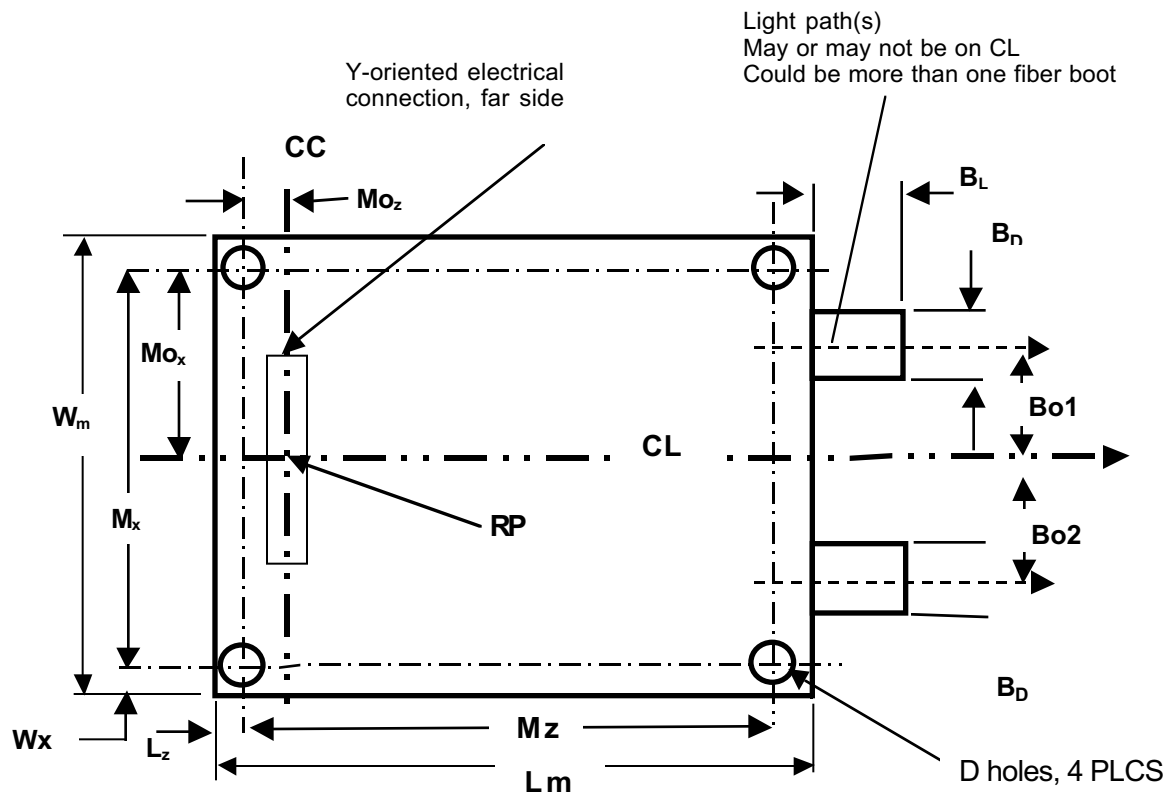 Light path(s)
May or may not be on CL
Could be more than one fiber boot
Y-oriented electrical
connection, far side
CC
Moz
BL
BD
Mox
Wm
Bo1
CL
Mx
RP
Bo2
BD
Wx
Lz
Mz
Lm
D holes, 4 PLCS